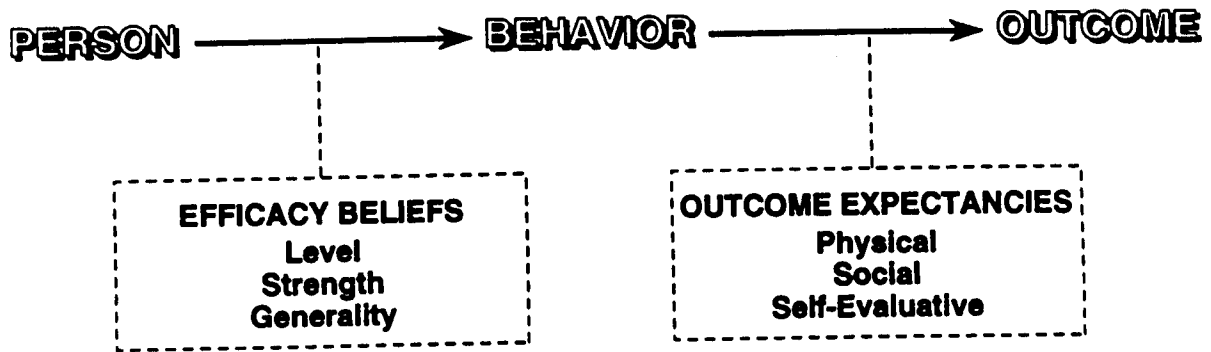 PERSON BEHAVIOR OUTCOME
EFFICACY BELIEFS
Level
Strength
Generality
OUTCOME EXPECTANCIES
Physical
Social
Self-Evaluative